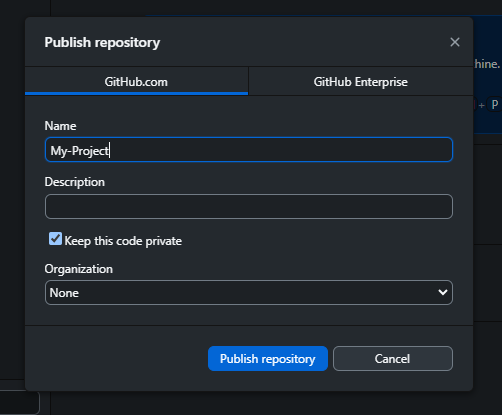 Publish repository
GitHub.com
GitHub Enterprise
hine.
+ P
Name
My-Project
Description
Keep this code private
Organization
None
Publish repository
Cancel